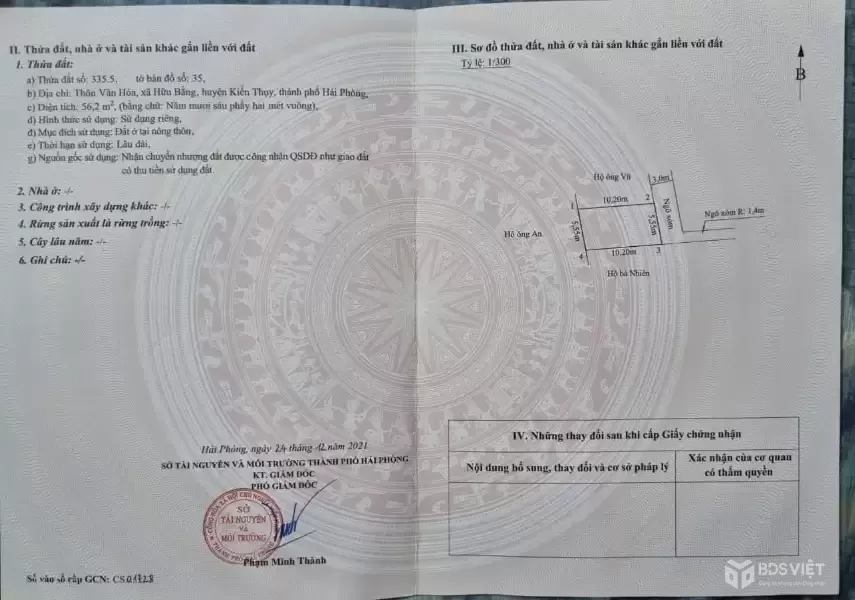 II. Thửa đất, nhà ở và tài sản khác gắn liền với đất
1. Thửa đất:
a) Thửa đất số: 335.5, tờ bản đồ số: 35,
b) Địa chỉ: Thôn Văn Hòa, xã Hữu Bằng, huyện Kiến Thụy, thành phố Hải Phòng,
c) Diện tích: 56,2 m², (bằng chữ: Năm mươi sáu phẩy hai mét vuông),
d) Hình thức sử dụng: Sử dụng riêng,
đ) Mục đích sử dụng: Đất ở tại nông thôn,
e) Thời hạn sử dụng: Lâu dài,
g) Nguồn gốc sử dụng: Nhận chuyển nhượng đất được công nhận QSDĐ như giao đất
có thu tiền sử dụng đất.
2. Nhà ở: -/-
3. Công trình xây dựng khác: -/-
4. Rừng sản xuất là rừng trồng: -/-
5. Cây lâu năm: -/-
6. Ghi chú: -/-
Hải Phòng, ngày 24 tháng 12 năm 2021
SỞ TÀI NGUYÊN VÀ MÔI TRƯỜNG THÀNH PHỐ HẢI PHÒNG
KT. GIÁM ĐỐC
PHÓ GIÁM ĐỐC
SỞ
TÀI NGUYÊN
VÀ
MÔI TRƯỜNG
Phạm Minh Thành
Số vào sổ cấp GCN: CS01728
III. Sơ đồ thửa đất, nhà ở và tài sản khác gắn liền với đất
Tỷ lệ: 1/300
B
Hộ ông Võ
3,0m
1
10,20m
2
Ngõ xóm
Ngõ xóm R: 1,4m
5,55m
5,55m
Hộ ông An
4
10,20m
3
Hộ bà Nhiên
IV. Những thay đổi sau khi cấp Giấy chứng nhận
Nội dung bổ sung, thay đổi và cơ sở pháp lý
Xác nhận của cơ quan
có thẩm quyền
BDSVIỆT